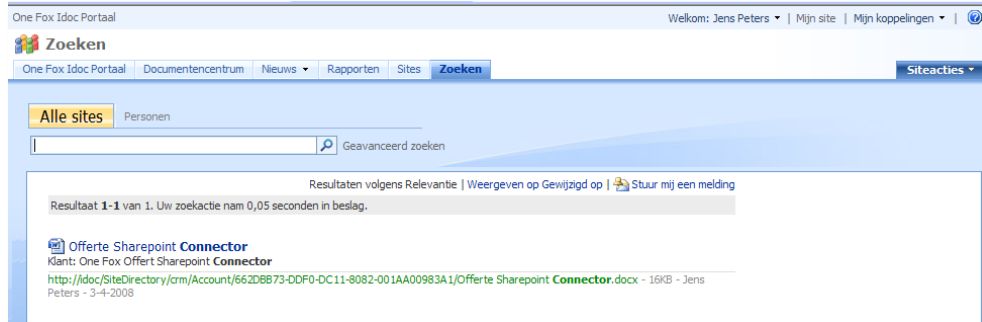 One Fox Idoc Portaal
Welkom: Jens Peters | Mijn site | Mijn koppelingen |
Zoeken
One Fox Idoc Portaal Documentencentrum Nieuws Rapporten Sites Zoeken
Siteacties
Alle sites Personen
Geavanceerd zoeken
Resultaten volgens Relevantie | Weergeven op Gewijzigd op | Stuur mij een melding
Resultaat 1-1 van 1. Uw zoekactie nam 0,05 seconden in beslag.
Offerte Sharepoint Connector
Klant: One Fox Offert Sharepoint Connector
http://idoc/SiteDirectory/crm/Account/662DBB73-DDF0-DC11-8082-001AA00983A1/Offerte Sharepoint Connector.docx - 16KB - Jens
Peters - 3-4-2008